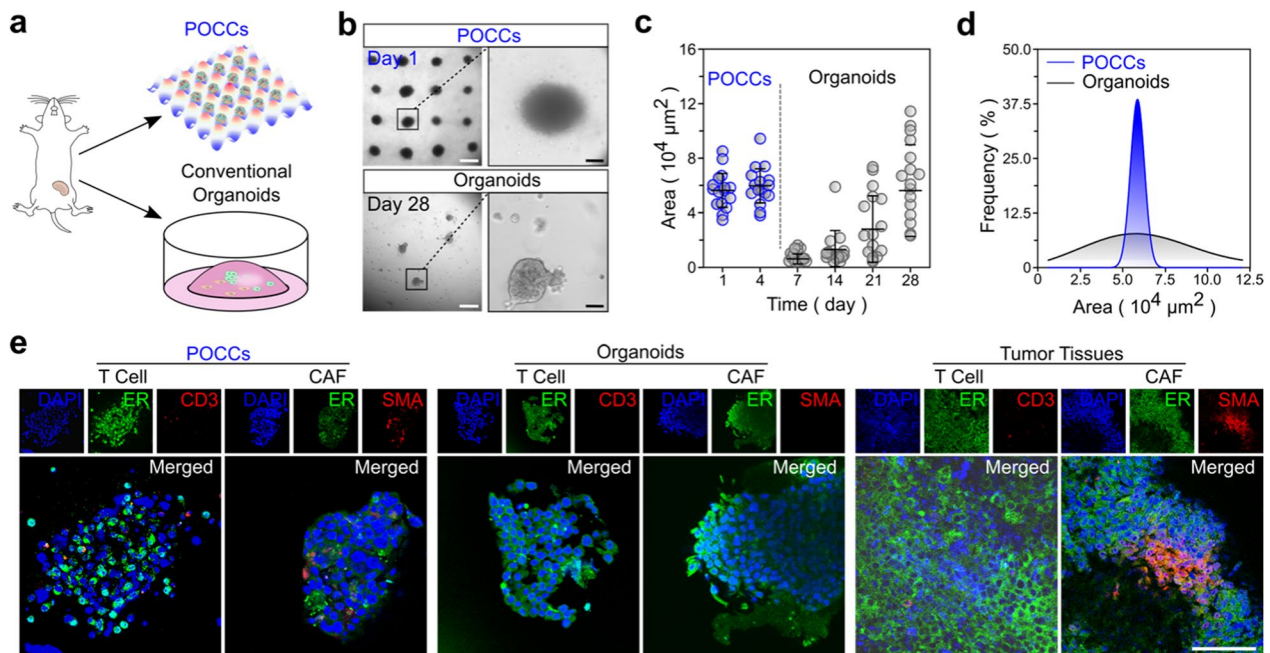 a
POCCs
Conventional
Organoids
b
POCCs
Day 1
Organoids
Day 28
c
16
12
8
4
0
Area ( 10⁴ μm² )
POCCs
Organoids
1 4 7 14 21 28
Time ( day )
d
50.0
37.5
25.0
12.5
0
Frequency ( % )
POCCs
Organoids
0 2.5 5.0 7.5 10.0 12.5
Area ( 10⁴ μm² )
e
POCCs
T Cell CAF
DAPI ER CD3 DAPI ER SMA
Merged Merged
Organoids
T Cell CAF
DAPI ER CD3 DAPI ER SMA
Merged Merged
Tumor Tissues
T Cell CAF
DAPI ER CD3 DAPI ER SMA
Merged Merged